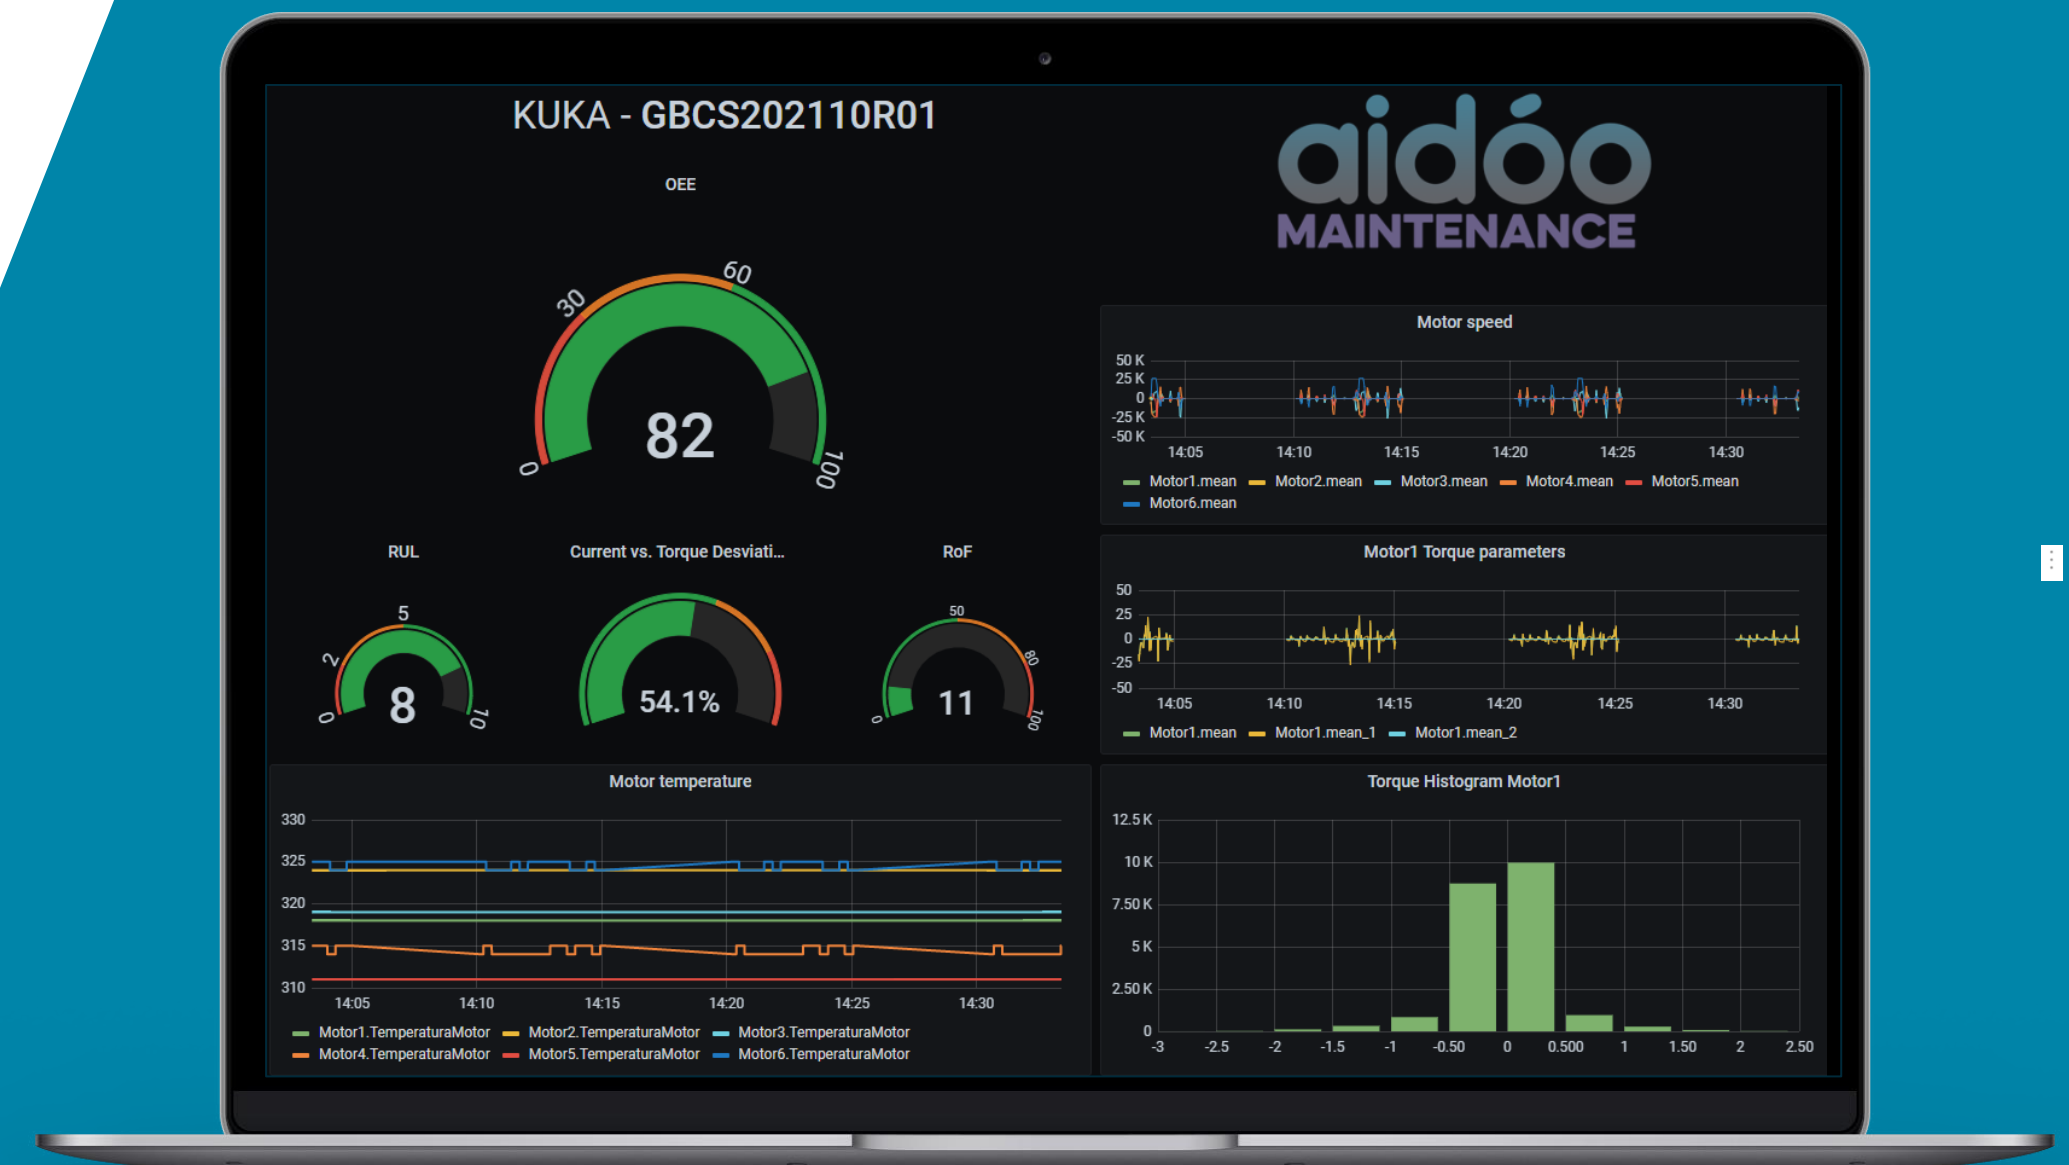 KUKA - GBCS202110R01
aidóo
MAINTENANCE
OEE
0
30
60
100
82
RUL
0
2
5
10
8
Current vs. Torque Desviati...
54.1%
RoF
0
50
80
100
11
Motor temperature
330
325
320
315
310
14:05 14:10 14:15 14:20 14:25 14:30
Motor1.TemperaturaMotor Motor2.TemperaturaMotor Motor3.TemperaturaMotor
Motor4.TemperaturaMotor Motor5.TemperaturaMotor Motor6.TemperaturaMotor
Motor speed
50 K
25 K
0
-25 K
-50 K
14:05 14:10 14:15 14:20 14:25 14:30
Motor1.mean Motor2.mean Motor3.mean Motor4.mean Motor5.mean
Motor6.mean
Motor1 Torque parameters
50
25
0
-25
-50
14:05 14:10 14:15 14:20 14:25 14:30
Motor1.mean Motor1.mean_1 Motor1.mean_2
Torque Histogram Motor1
12.5 K
10 K
7.50 K
5 K
2.50 K
0
-3 -2.5 -2 -1.5 -1 -0.50 0 0.500 1 1.50 2 2.50